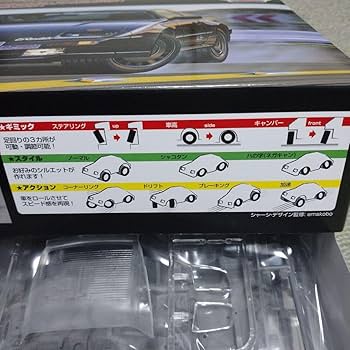 ★ギミック ステアリング up 車高 side キャンバー front
足回りの3カ所が
可動・調節可能!
★スタイル ノーマル シャコタン ハの字(ネガキャン)
お好みのシルエットが
作れます!
★アクション コーナーリング ドリフト ブレーキング 加速
車をロールさせて
スピード感を再現!
シャーシ・デザイン監修: emakobo